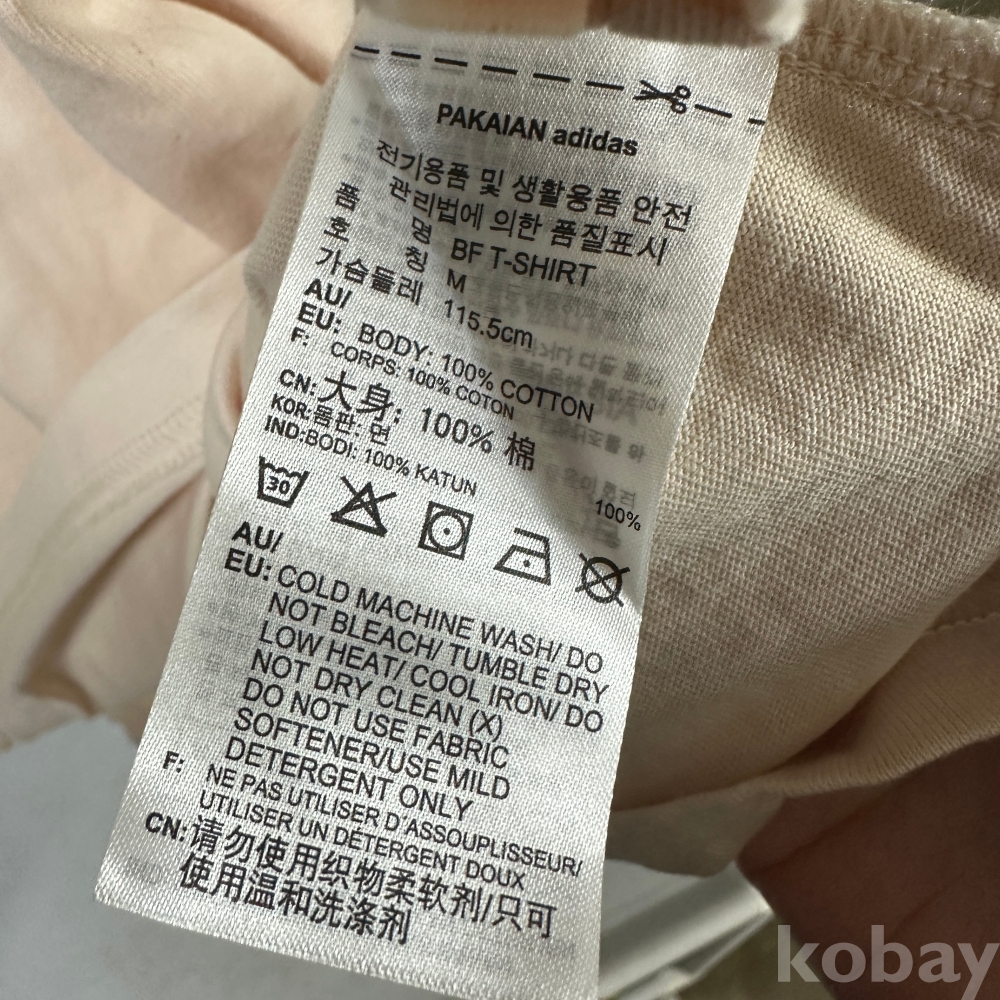 PAKAIAN adidas
전기용품 및 생활용품 안전
관리법에 의한 품질표시
품 명 BF T-SHIRT
호 칭 M
가슴둘레 115.5cm
AU/
EU: BODY: 100% COTTON
F: CORPS: 100% COTON
CN: 大身: 100% 棉
KOR: 몸판: 면 100%
IND: BODI: 100% KATUN
30
AU/
EU: COLD MACHINE WASH/ DO
NOT BLEACH/ TUMBLE DRY
LOW HEAT/ COOL IRON/ DO
NOT DRY CLEAN (X)
DO NOT USE FABRIC
SOFTENER/USE MILD
DETERGENT ONLY
F: NE PAS UTILISER D'ASSOUPLISSEUR/
UTILISER UN DÉTERGENT DOUX
CN: 请勿使用织物柔软剂/只可
使用温和洗涤剂
kobay